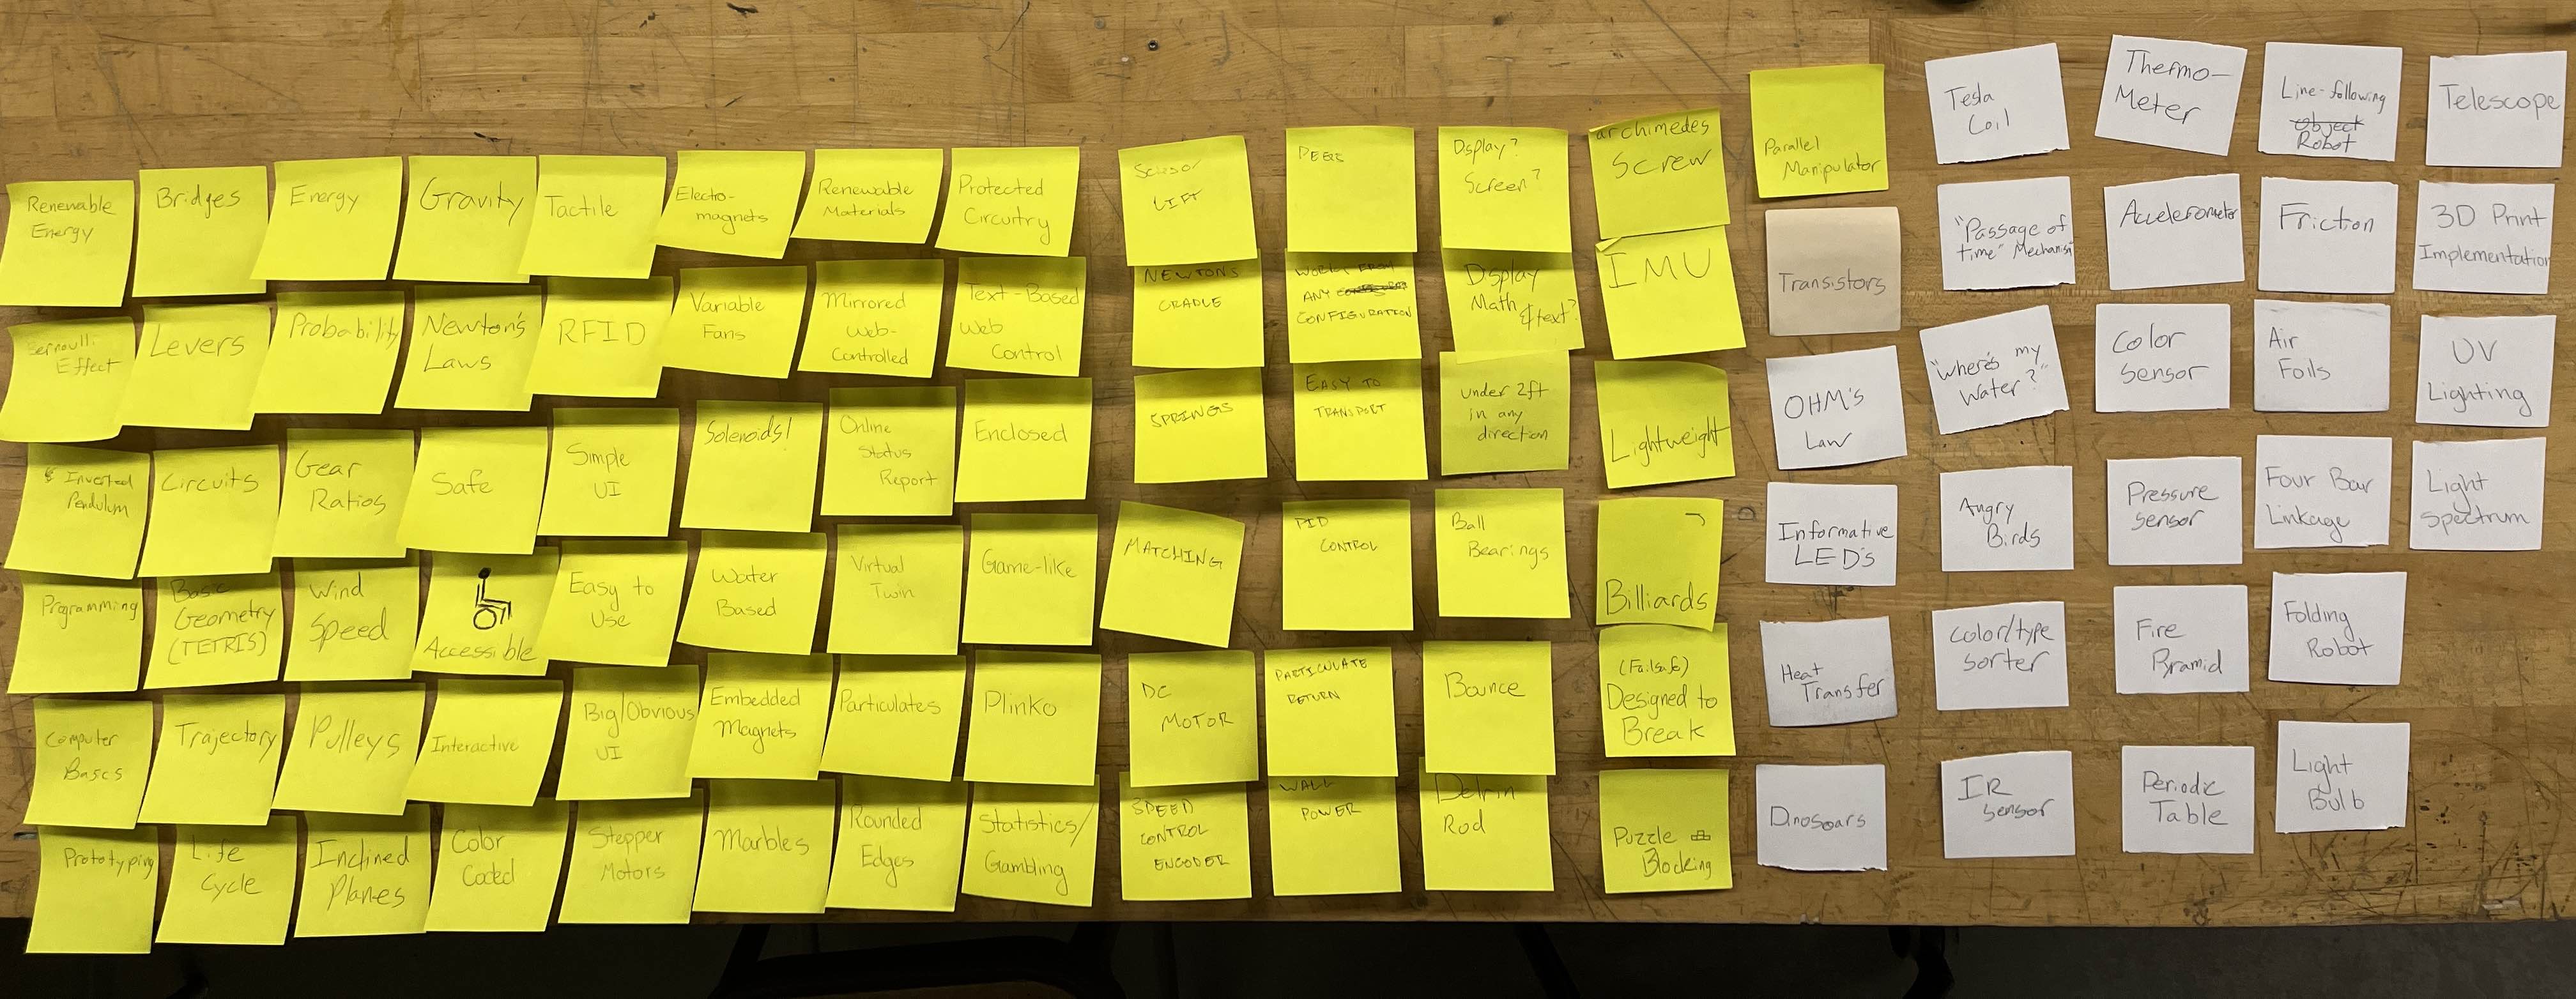 Renewable
Energy
Bernoulli
Effect
Inverted
Pendulum
Programming
Computer
Bascs
Prototyping
Bridges
Levers
Circuits
Basic
Geometry
(TETRIS)
Trajectory
Life
Cycle
Energy
Probability
Gear
Ratios
Wind
Speed
Pulleys
Inclined
Planes
Gravity
Newton's
Laws
Safe
Accessible
Interactive
Color
Coded
Tactile
RFID
Simple
UI
Easy to
Use
Big/Obvious
UI
Stepper
Motors
Electro-
magnets
Variable
Fans
Solenoids!
Water
Based
Embedded
Magnets
Marbles
Renewable
Materials
Mirrored
Web-
Controlled
Online
Status
Report
Virtual
Twin
Particulates
Rounded
Edges
Protected
Circuitry
Text-Based
Web
Control
Enclosed
Game-like
Plinko
Statistics/
Gambling
LIFT
NEWTONS
CRADLE
SPRINGS
MATCHING
DC
MOTOR
SPEED
CONTROL
ENCODER
WORK FROM
ANY
CONFIGURATION
EASY TO
TRANSPORT
PID
CONTROL
PARTICULATE
RETURN
WALL
POWER
Dsplay?
Screen?
Dsplay
Math
&text?
under 2ft
in any
direction
Ball
Bearings
Bounce
Delrin
Rod
archimedes
Screw
IMU
Lightweight
Billiards
(Failsafe)
Designed to
Break
Puzzle
Blocking
Parallel
Manipulator
Transistors
OHM's
Law
Informative
LED's
Heat
Transfer
Dinosaurs
Tesla
Coil
"Passage of
time" Mechanism
"Where's my
Water?"
Angry
Birds
Color/type
Sorter
IR
Sensor
Thermo-
Meter
Accelerometer
Color
Sensor
Pressure
Sensor
Fire
Pyramid
Periodic
Table
Line-following
Object
Robot
Friction
Air
Foils
Four Bar
Linkage
Folding
Robot
Light
Bulb
Telescope
3D Print
Implementation
UV
Lighting
Light
Spectrum